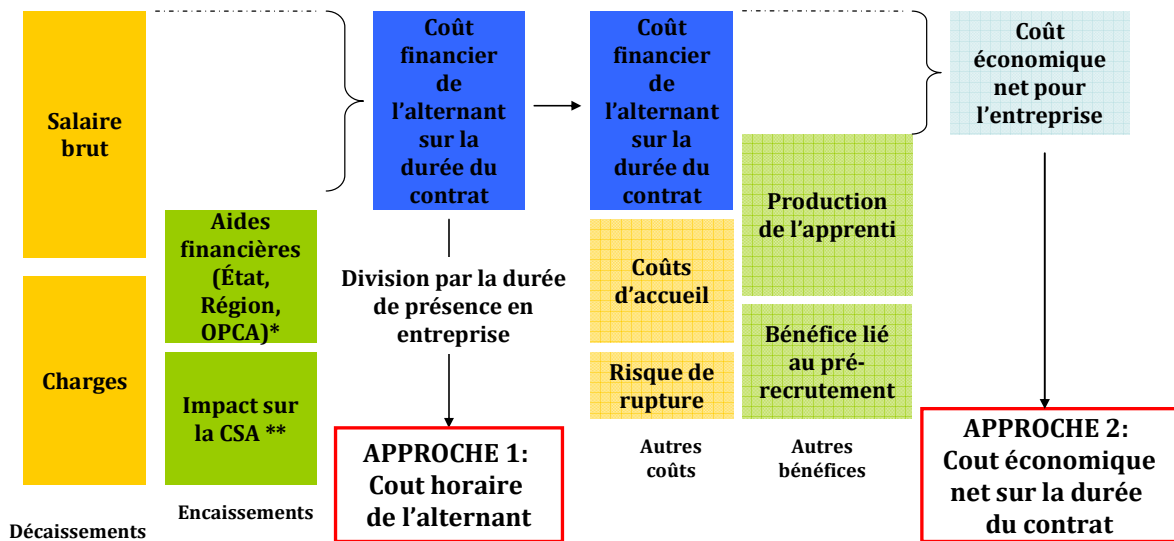 Salaire
brut
Charges
Décaissements
Aides
financières
(État,
Région,
OPCA)*
Impact sur
la CSA **
Encaissements
Coût
financier
de
l’alternant
sur la
durée du
contrat
Division par la durée
de présence en
entreprise
APPROCHE 1:
Cout horaire
de l’alternant
Coût
financier
de
l’alternant
sur la
durée du
contrat
Coûts
d’accueil
Risque de
rupture
Autres
coûts
Production
de l’apprenti
Bénéfice lié
au pré-
recrutement
Autres
bénéfices
Coût
économique
net pour
l’entreprise
APPROCHE 2:
Cout économique
net sur la durée
du contrat